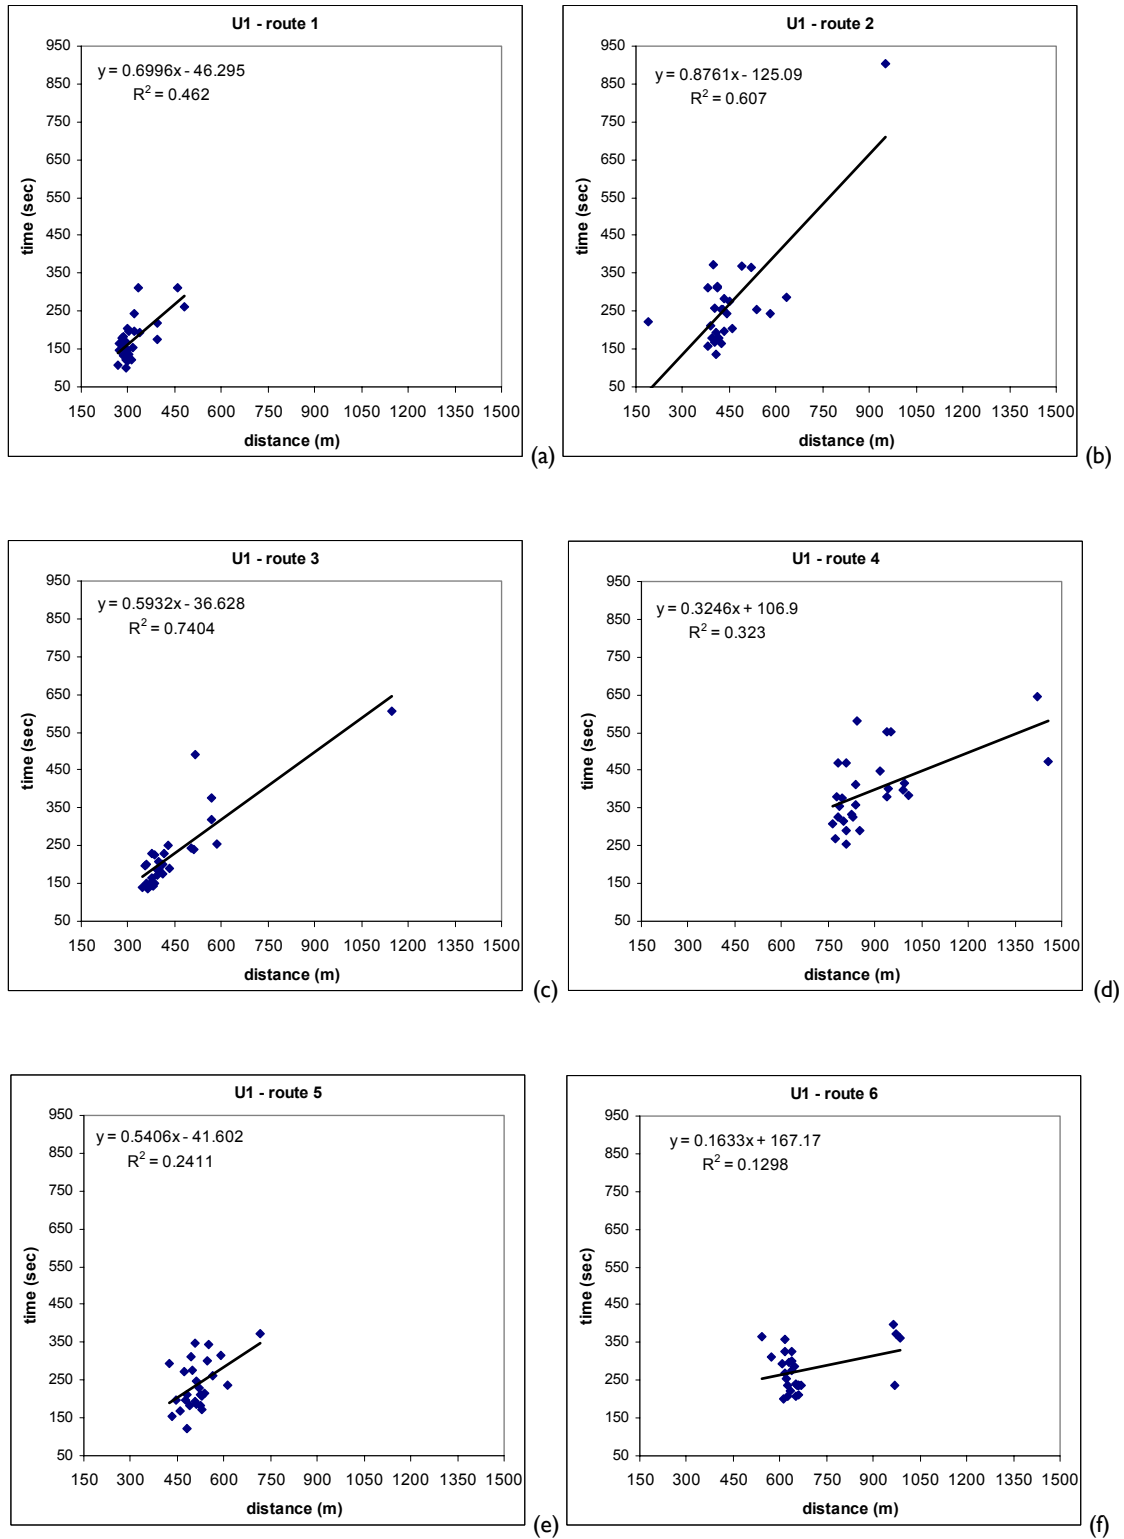 U1 - route 1
y = 0.6996x - 46.295
R² = 0.462
950
850
750
650
550
450
350
250
150
50
time (sec)
150 300 450 600 750 900 1050 1200 1350 1500
distance (m)
(a)
U1 - route 2
y = 0.8761x - 125.09
R² = 0.607
950
850
750
650
550
450
350
250
150
50
time (sec)
150 300 450 600 750 900 1050 1200 1350 1500
distance (m)
(b)
U1 - route 3
y = 0.5932x - 36.628
R² = 0.7404
950
850
750
650
550
450
350
250
150
50
time (sec)
150 300 450 600 750 900 1050 1200 1350 1500
distance (m)
(c)
U1 - route 4
y = 0.3246x + 106.9
R² = 0.323
950
850
750
650
550
450
350
250
150
50
time (sec)
150 300 450 600 750 900 1050 1200 1350 1500
distance (m)
(d)
U1 - route 5
y = 0.5406x - 41.602
R² = 0.2411
950
850
750
650
550
450
350
250
150
50
time (sec)
150 300 450 600 750 900 1050 1200 1350 1500
distance (m)
(e)
U1 - route 6
y = 0.1633x + 167.17
R² = 0.1298
950
850
750
650
550
450
350
250
150
50
time (sec)
150 300 450 600 750 900 1050 1200 1350 1500
distance (m)
(f)